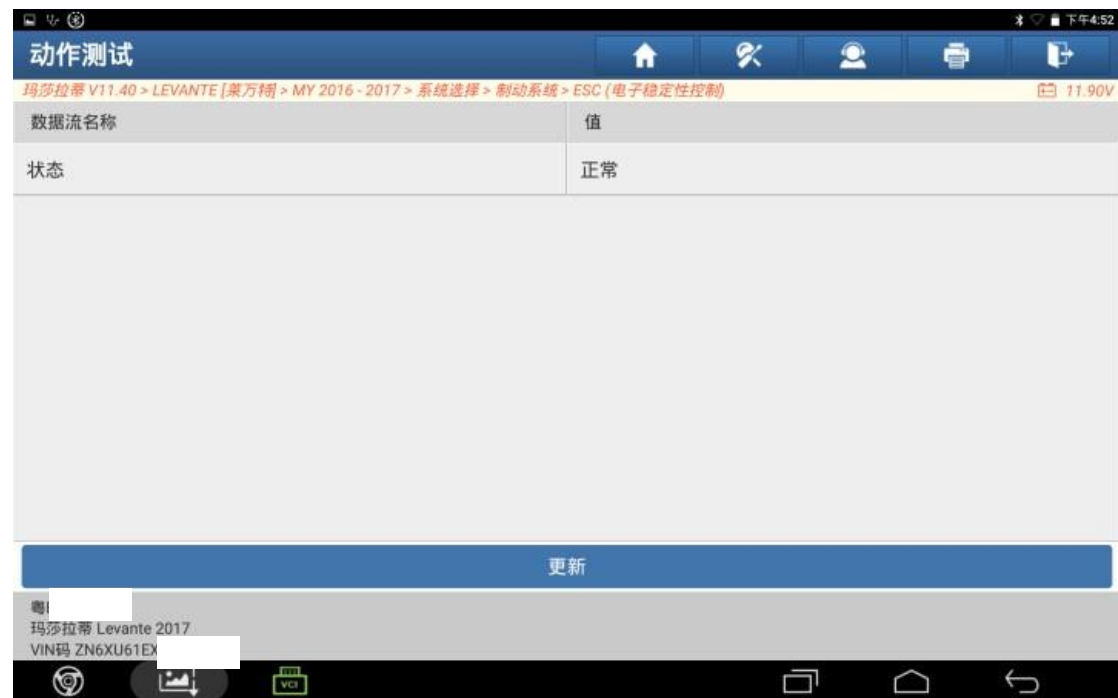 下午4:52
动作测试
玛莎拉蒂 V11.40 > LEVANTE [莱万特] > MY 2016 - 2017 > 系统选择 > 制动系统 > ESC (电子稳定性控制) 11.90V
数据流名称 值
状态 正常
更新
粤
玛莎拉蒂 Levante 2017
VIN码 ZN6XU61EX
VCI